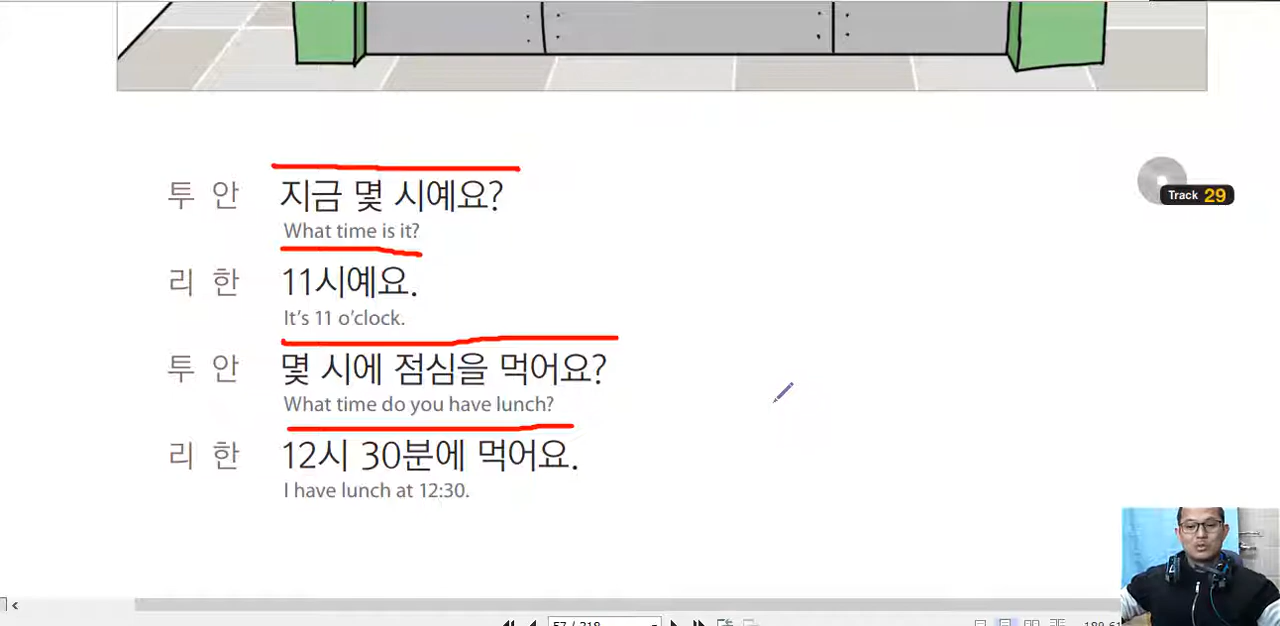 투 안 지금 몇 시예요?
What time is it?
Track 29
리 한 11시예요.
It's 11 o'clock.
투 안 몇 시에 점심을 먹어요?
What time do you have lunch?
리 한 12시 30분에 먹어요.
I have lunch at 12:30.
57 / 218